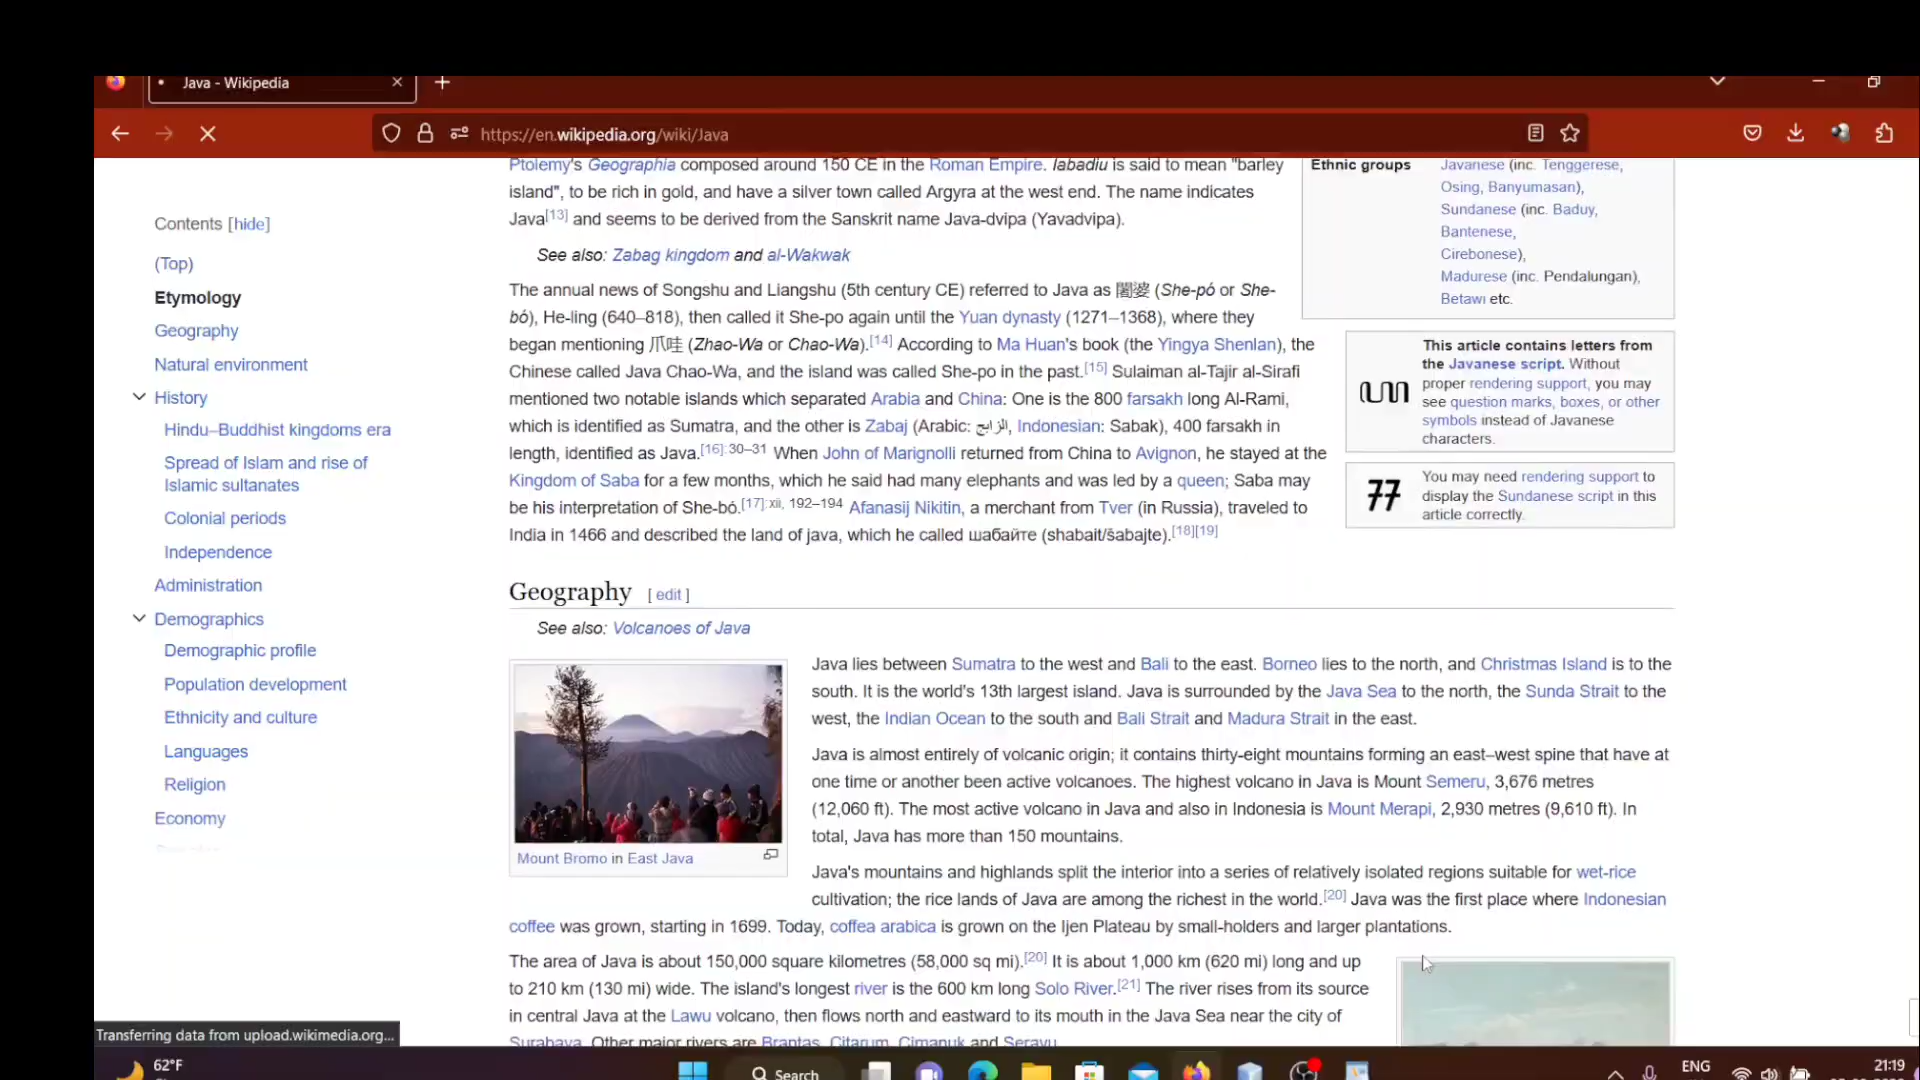 Java - Wikipedia
https://en.wikipedia.org/wiki/Java
Contents [hide]
(Top)
Etymology
Geography
Natural environment
History
Hindu–Buddhist kingdoms era
Spread of Islam and rise of
Islamic sultanates
Colonial periods
Independence
Administration
Demographics
Demographic profile
Population development
Ethnicity and culture
Languages
Religion
Economy
Ptolemy's Geographia composed around 150 CE in the Roman Empire. Iabadiu is said to mean "barley
island", to be rich in gold, and have a silver town called Argyra at the west end. The name indicates
Java[13] and seems to be derived from the Sanskrit name Java-dvipa (Yavadvipa).
See also: Zabag kingdom and al-Wakwak
The annual news of Songshu and Liangshu (5th century CE) referred to Java as 闍婆 (She-pó or She-
bó), He-ling (640–818), then called it She-po again until the Yuan dynasty (1271–1368), where they
began mentioning 爪哇 (Zhao-Wa or Chao-Wa).[14] According to Ma Huan's book (the Yingya Shenlan), the
Chinese called Java Chao-Wa, and the island was called She-po in the past.[15] Sulaiman al-Tajir al-Sirafi
mentioned two notable islands which separated Arabia and China: One is the 800 farsakh long Al-Rami,
which is identified as Sumatra, and the other is Zabaj (Arabic: الزابج, Indonesian: Sabak), 400 farsakh in
length, identified as Java.[16]:30–31 When John of Marignolli returned from China to Avignon, he stayed at the
Kingdom of Saba for a few months, which he said had many elephants and was led by a queen; Saba may
be his interpretation of She-bó.[17]:xii, 192–194 Afanasij Nikitin, a merchant from Tver (in Russia), traveled to
India in 1466 and described the land of java, which he called шабайте (shabait/šabajte).[18][19]
Ethnic groups
Javanese (inc. Tenggerese,
Osing, Banyumasan),
Sundanese (inc. Baduy,
Bantenese,
Cirebonese),
Madurese (inc. Pendalungan),
Betawi etc.
This article contains letters from
the Javanese script. Without
proper rendering support, you may
see question marks, boxes, or other
symbols instead of Javanese
characters.
You may need rendering support to
display the Sundanese script in this
article correctly.
Geography [ edit ]
See also: Volcanoes of Java
Mount Bromo in East Java
Java lies between Sumatra to the west and Bali to the east. Borneo lies to the north, and Christmas Island is to the
south. It is the world's 13th largest island. Java is surrounded by the Java Sea to the north, the Sunda Strait to the
west, the Indian Ocean to the south and Bali Strait and Madura Strait in the east.
Java is almost entirely of volcanic origin; it contains thirty-eight mountains forming an east–west spine that have at
one time or another been active volcanoes. The highest volcano in Java is Mount Semeru, 3,676 metres
(12,060 ft). The most active volcano in Java and also in Indonesia is Mount Merapi, 2,930 metres (9,610 ft). In
total, Java has more than 150 mountains.
Java's mountains and highlands split the interior into a series of relatively isolated regions suitable for wet-rice
cultivation; the rice lands of Java are among the richest in the world.[20] Java was the first place where Indonesian
coffee was grown, starting in 1699. Today, coffea arabica is grown on the Ijen Plateau by small-holders and larger plantations.
The area of Java is about 150,000 square kilometres (58,000 sq mi).[20] It is about 1,000 km (620 mi) long and up
to 210 km (130 mi) wide. The island's longest river is the 600 km long Solo River.[21] The river rises from its source
in central Java at the Lawu volcano, then flows north and eastward to its mouth in the Java Sea near the city of
Surabaya. Other major rivers are Brantas, Citarum, Cimanuk and Serayu.
Transferring data from upload.wikimedia.org...
62°F
Search
ENG
21:19